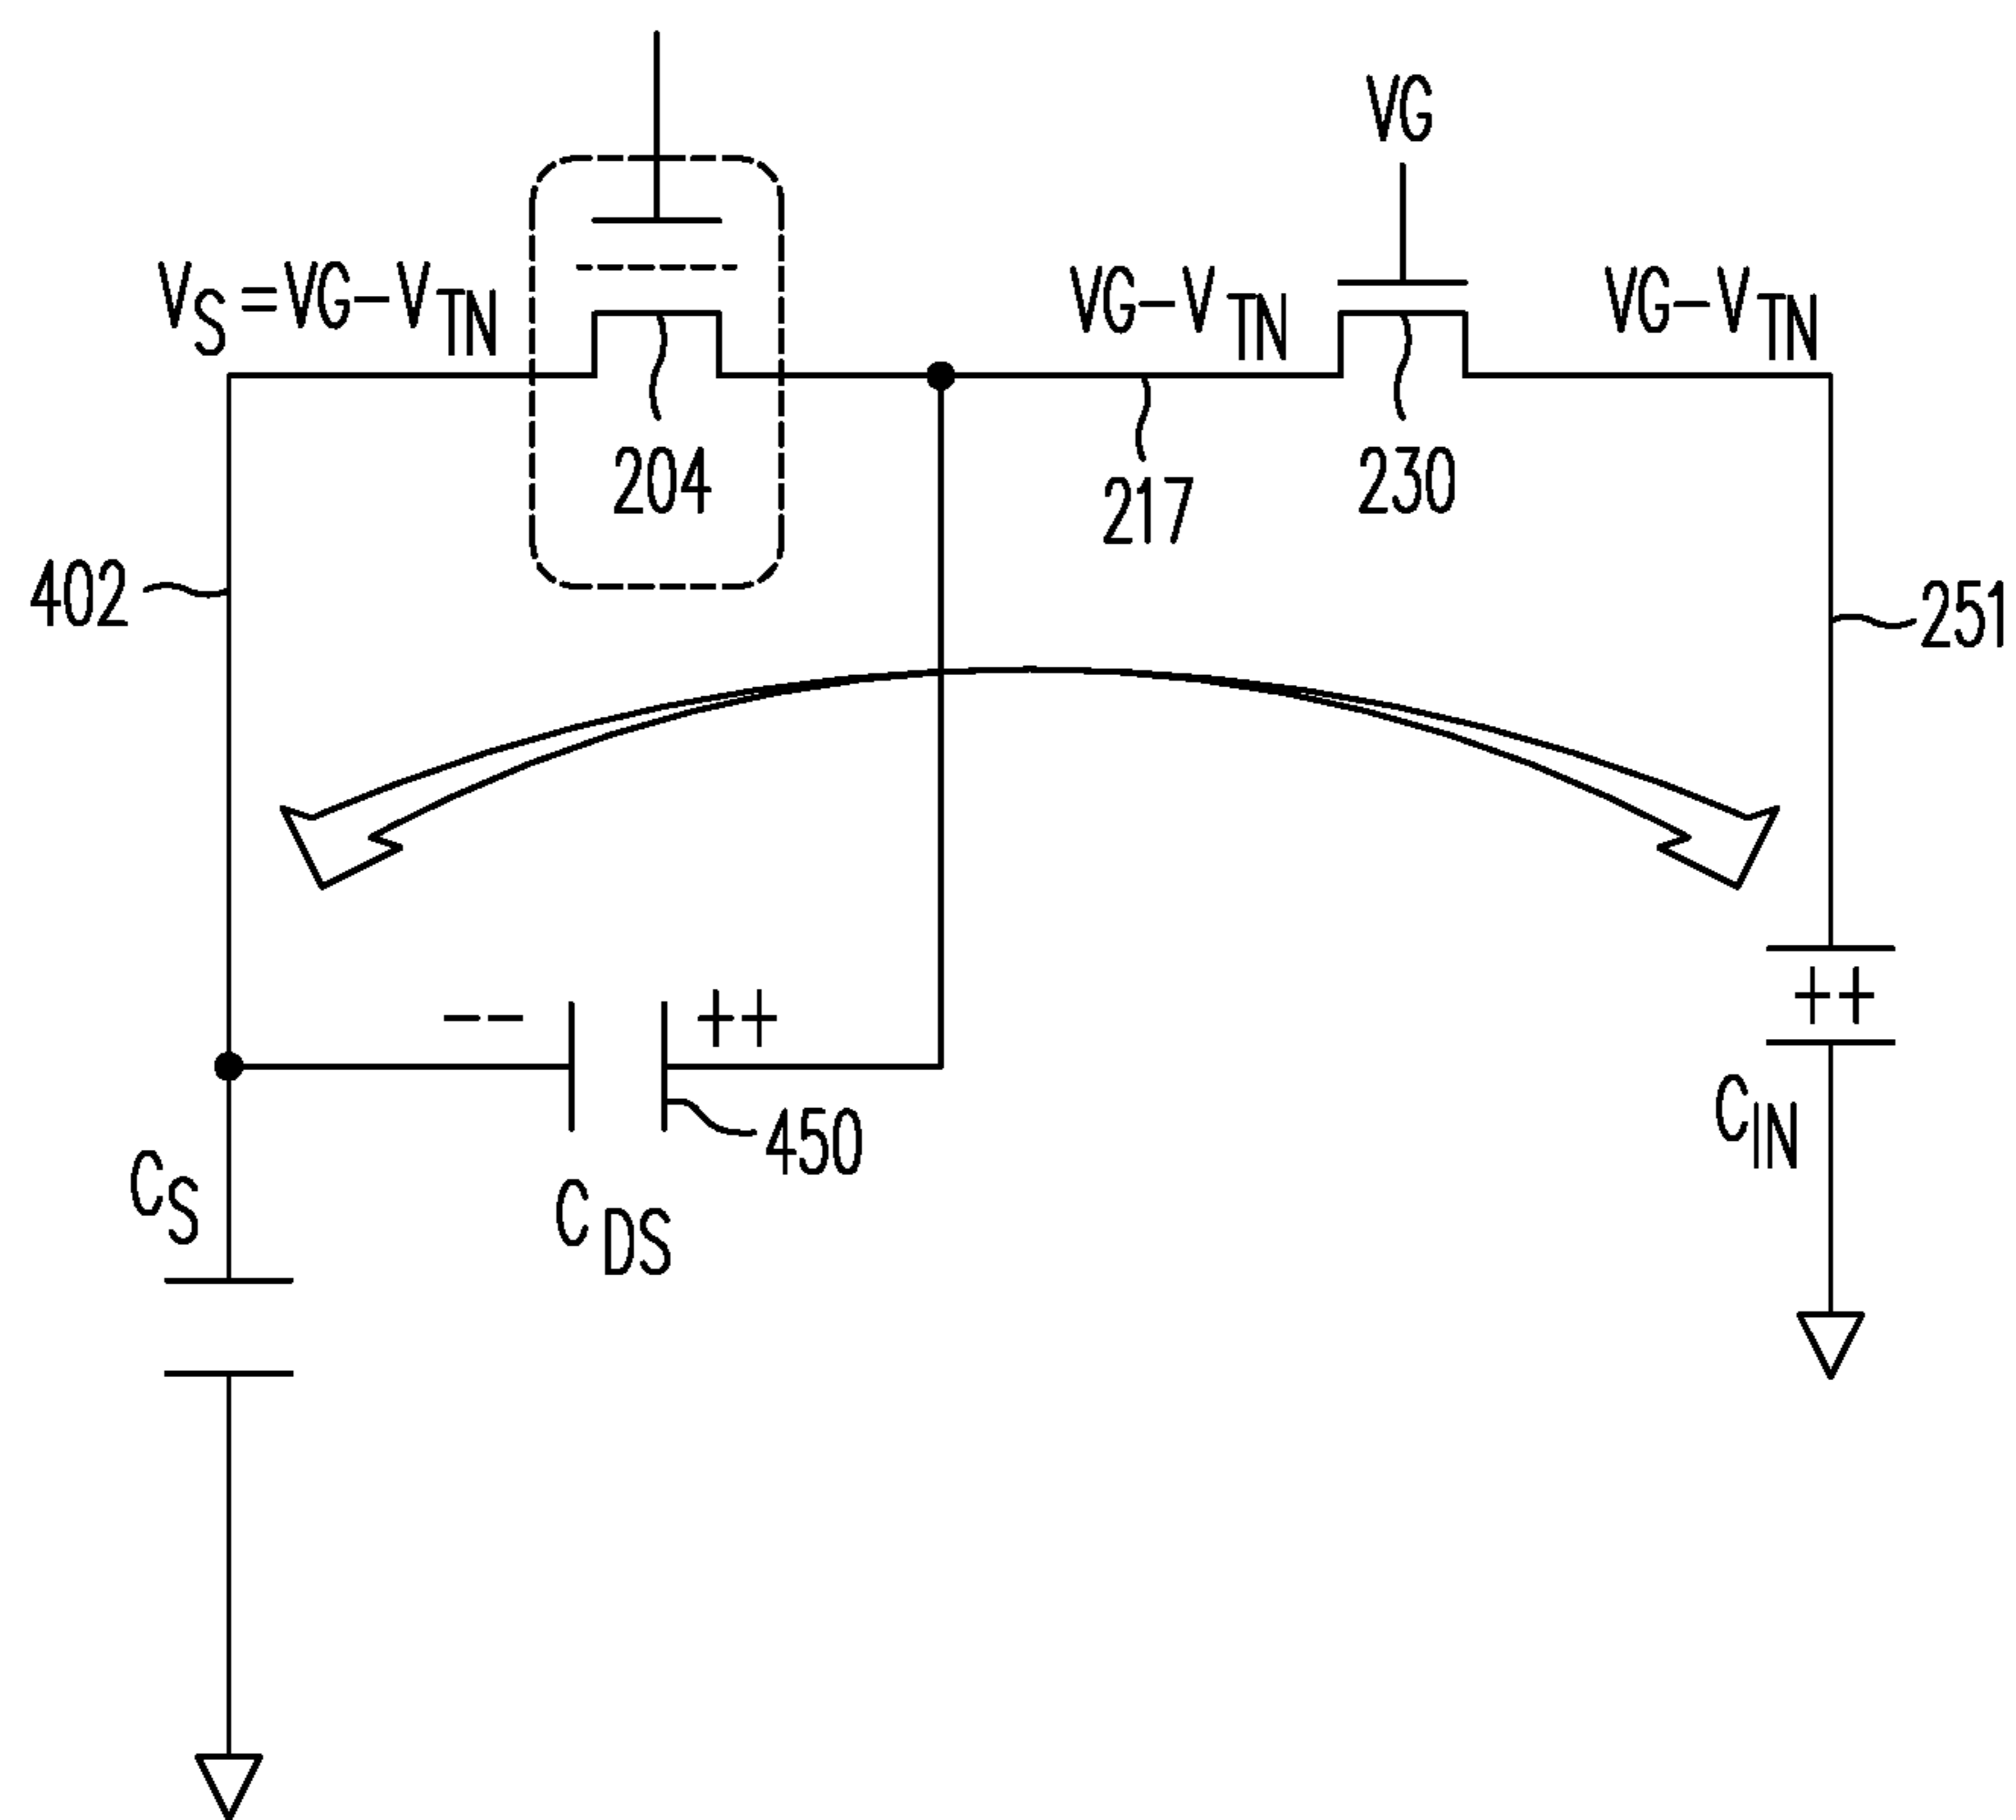 VG
VS=VG-VTN
VG-VTN
VG-VTN
204
217
230
402
251
--
++
++
450
CS
CDS
CIN